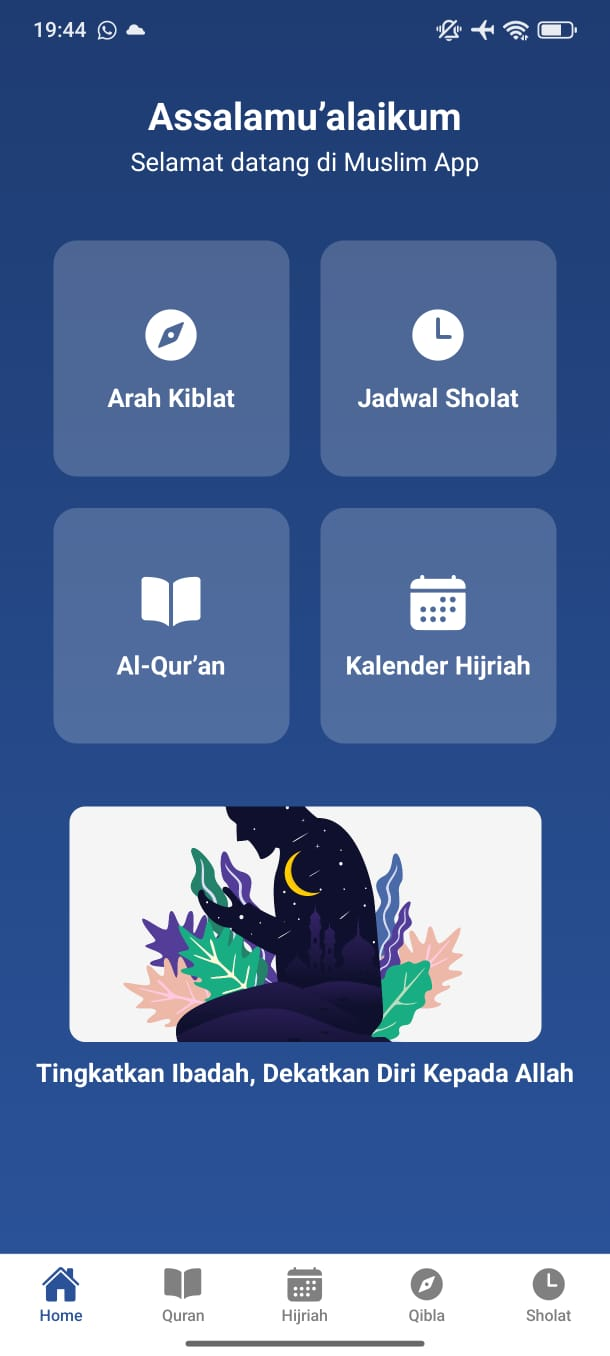 19:44
Assalamu’alaikum
Selamat datang di Muslim App
Arah Kiblat
Jadwal Sholat
Al-Qur’an
Kalender Hijriah
Tingkatkan Ibadah, Dekatkan Diri Kepada Allah
Home
Quran
Hijriah
Qibla
Sholat